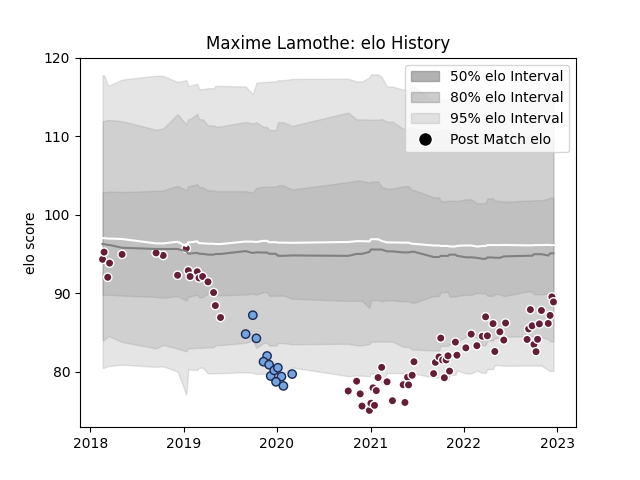 Maxime Lamothe: elo History
120
110
100
90
80
elo score
50% elo Interval
80% elo Interval
95% elo Interval
Post Match elo
2018 2019 2020 2021 2022 2023